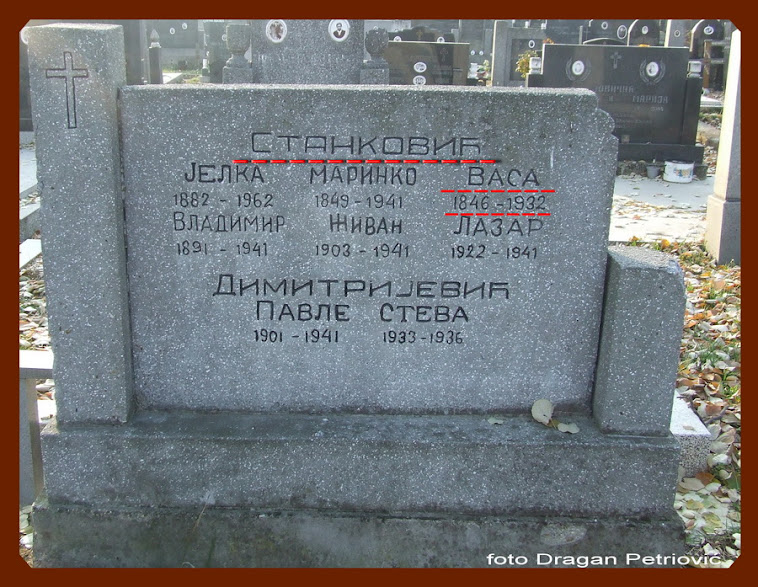 Станковић
Јелка Маринко Васа
1882 - 1962 1849-1941 1846-1932
Владимир Живан Лазар
1891 - 1941 1903-1941 1922-1941
Димитријевић
Павле Стева
1901 - 1941 1933-1936
Марија
foto Dragan Petriović